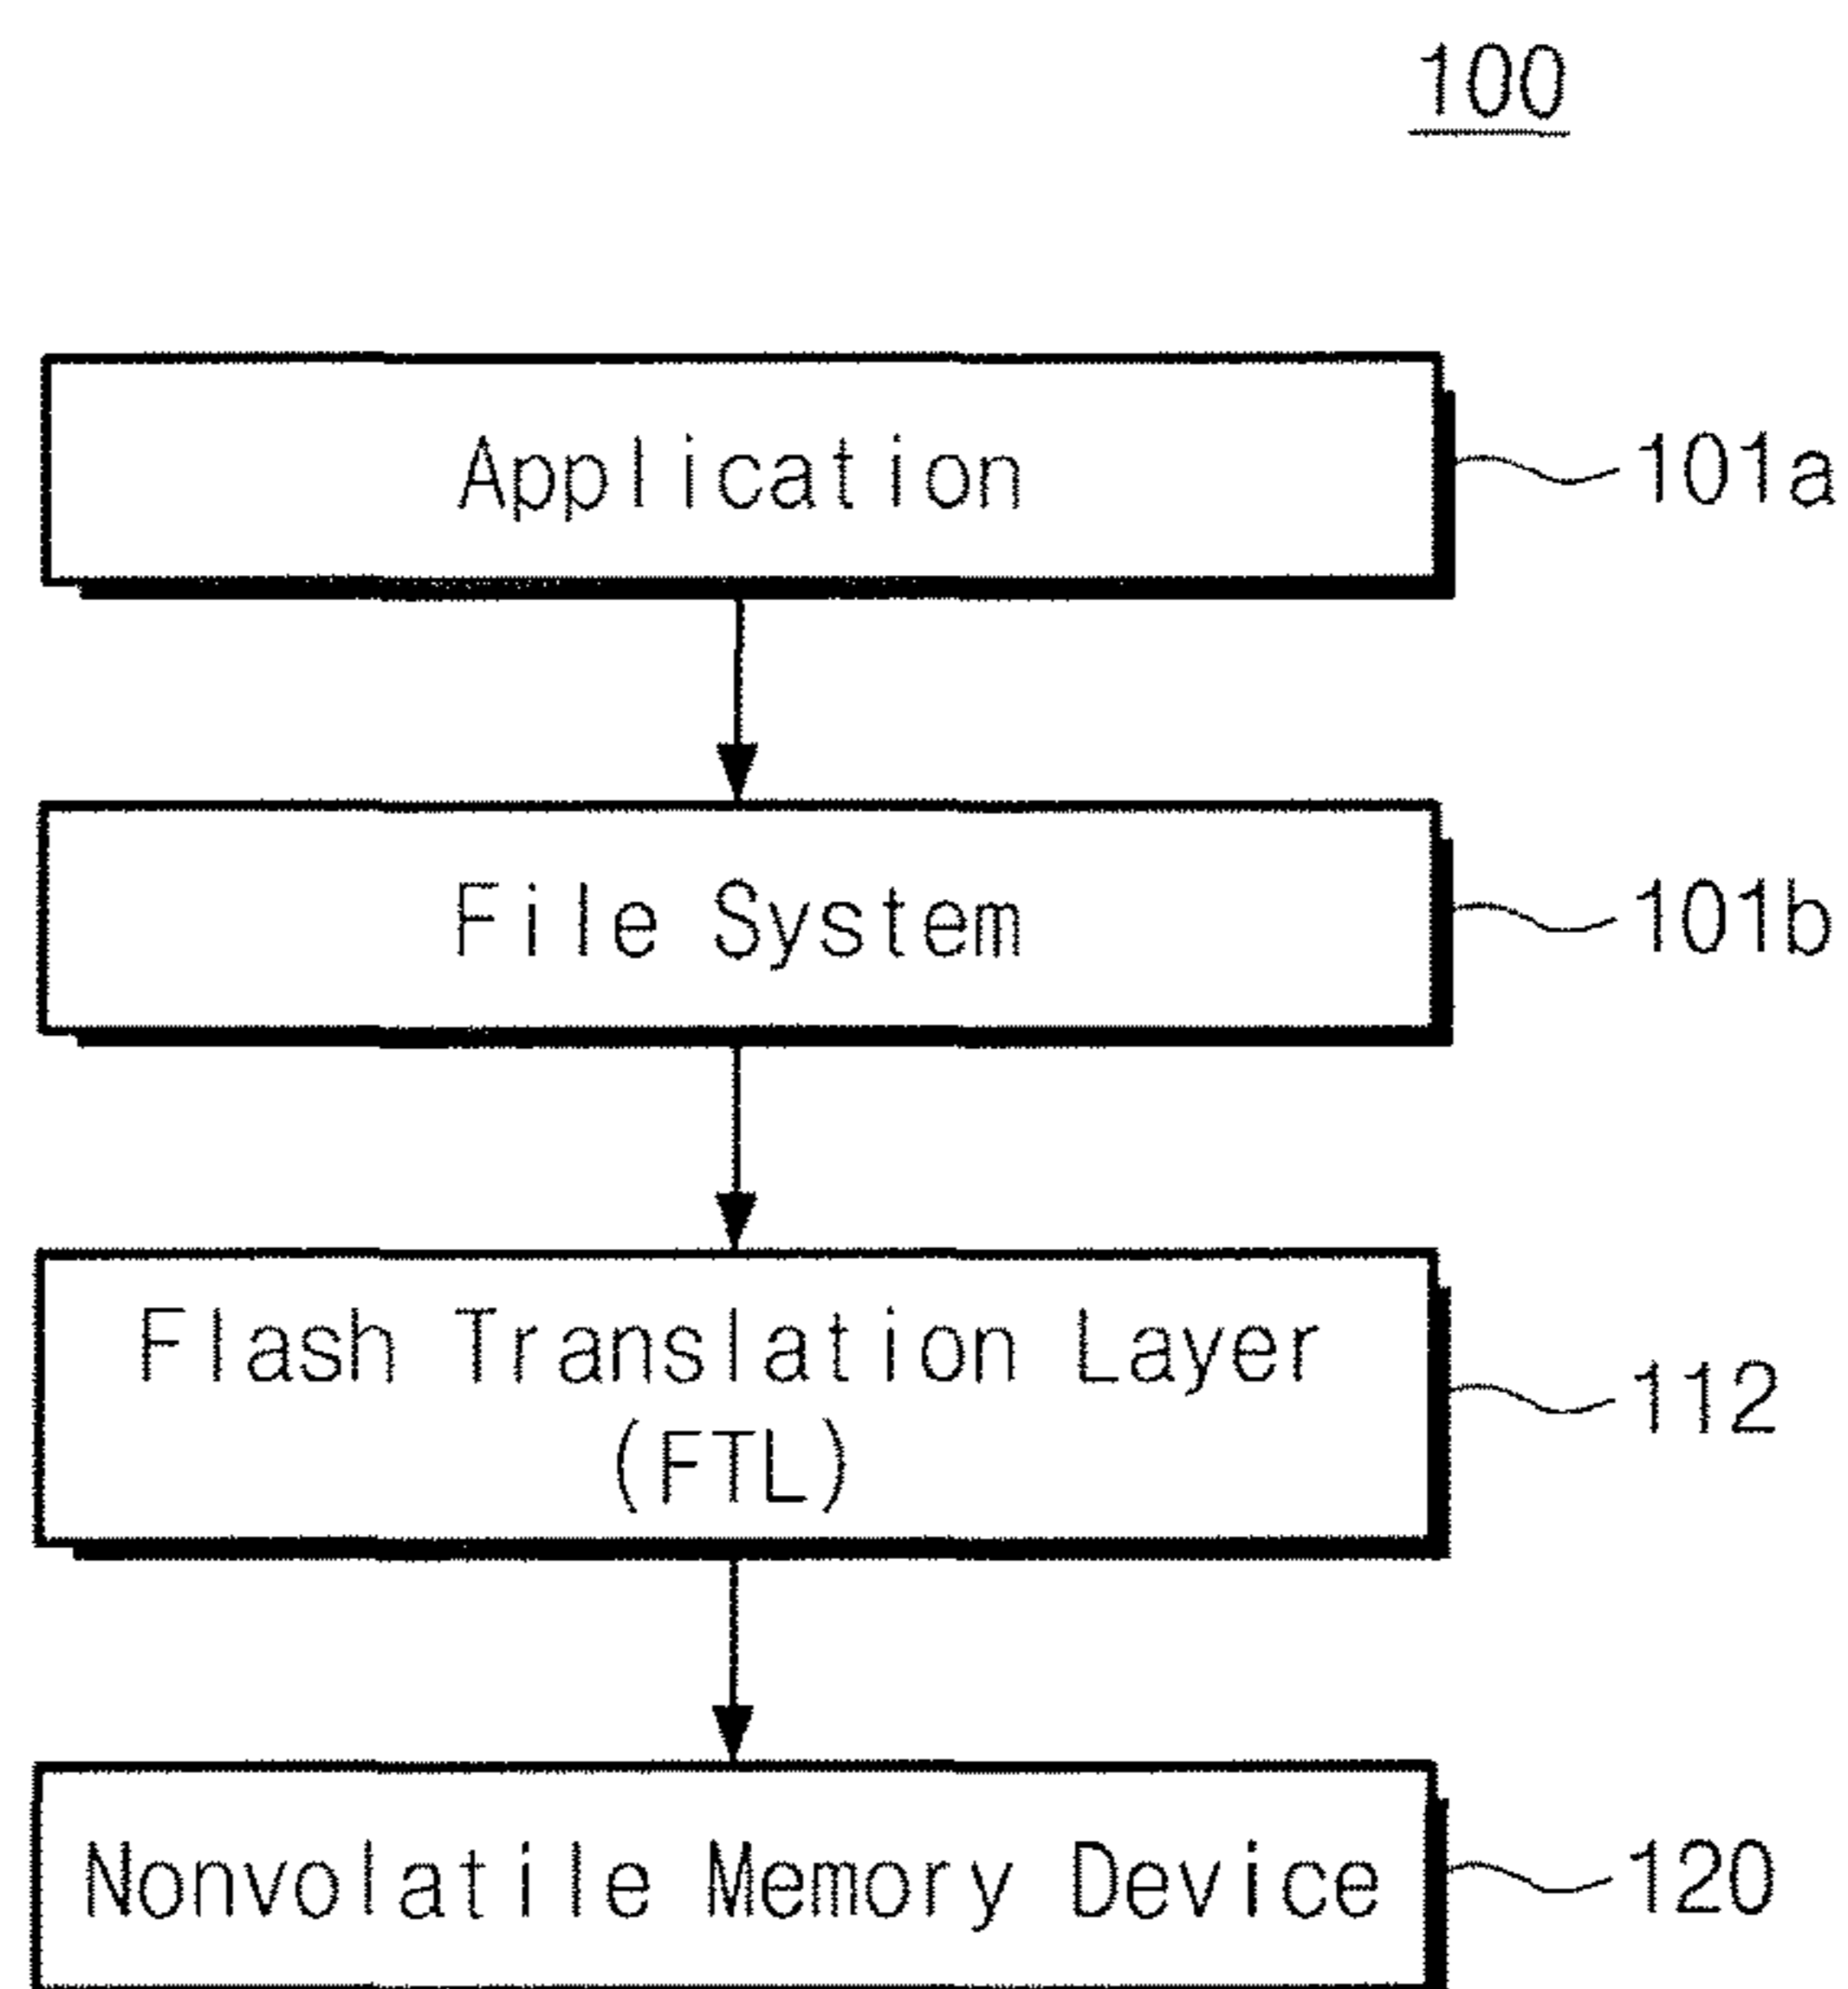 100
Application
101a
File System
101b
Flash Translation Layer
(FTL)
112
Nonvolatile Memory Device
120